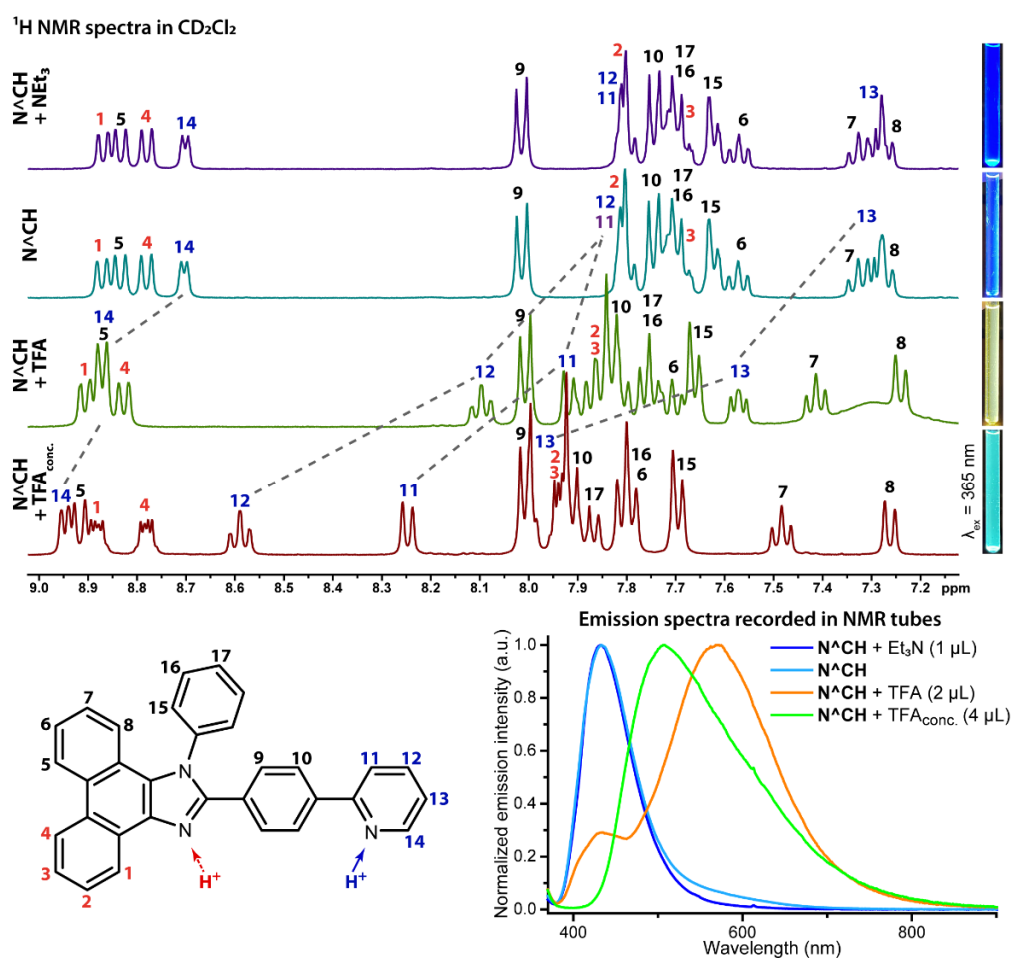 ¹H NMR spectra in CD₂Cl₂
N^CH
+ NEt₃
1 5 4 14 9 2 12 11 10 17 16 3 15 6 7 13 8
N^CH
1 5 4 14 9 2 12 11 10 17 16 3 15 6 13 7 8
N^CH
+ TFA
14 5 1 4 12 9 11 2 3 10 17 16 6 15 13 7 8
N^CH
+ TFAconc.
14 5 1 4 12 11 9 13 2 3 10 17 16 6 15 7 8
λex = 365 nm
9.0 8.9 8.8 8.7 8.6 8.5 8.4 8.3 8.2 8.1 8.0 7.9 7.8 7.7 7.6 7.5 7.4 7.3 7.2 ppm
16 17
15
7
6 8
5
9 10 11 12
13
14
4
3 1
2
N
N
N
H⁺
H⁺
Emission spectra recorded in NMR tubes
Normalized emission intensity (a.u.)
1.0
0.8
0.6
0.4
0.2
0.0
N^CH + Et₃N (1 μL)
N^CH
N^CH + TFA (2 μL)
N^CH + TFAconc. (4 μL)
400 600 800
Wavelength (nm)